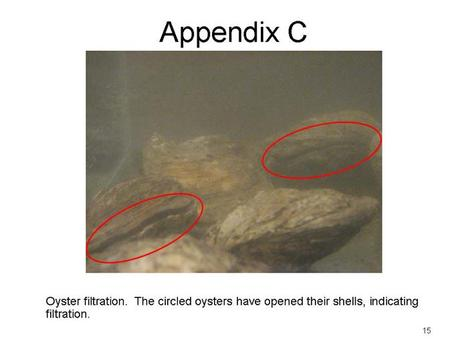 Appendix C
Oyster filtration.  The circled oysters have opened their shells, indicating
filtration.
15